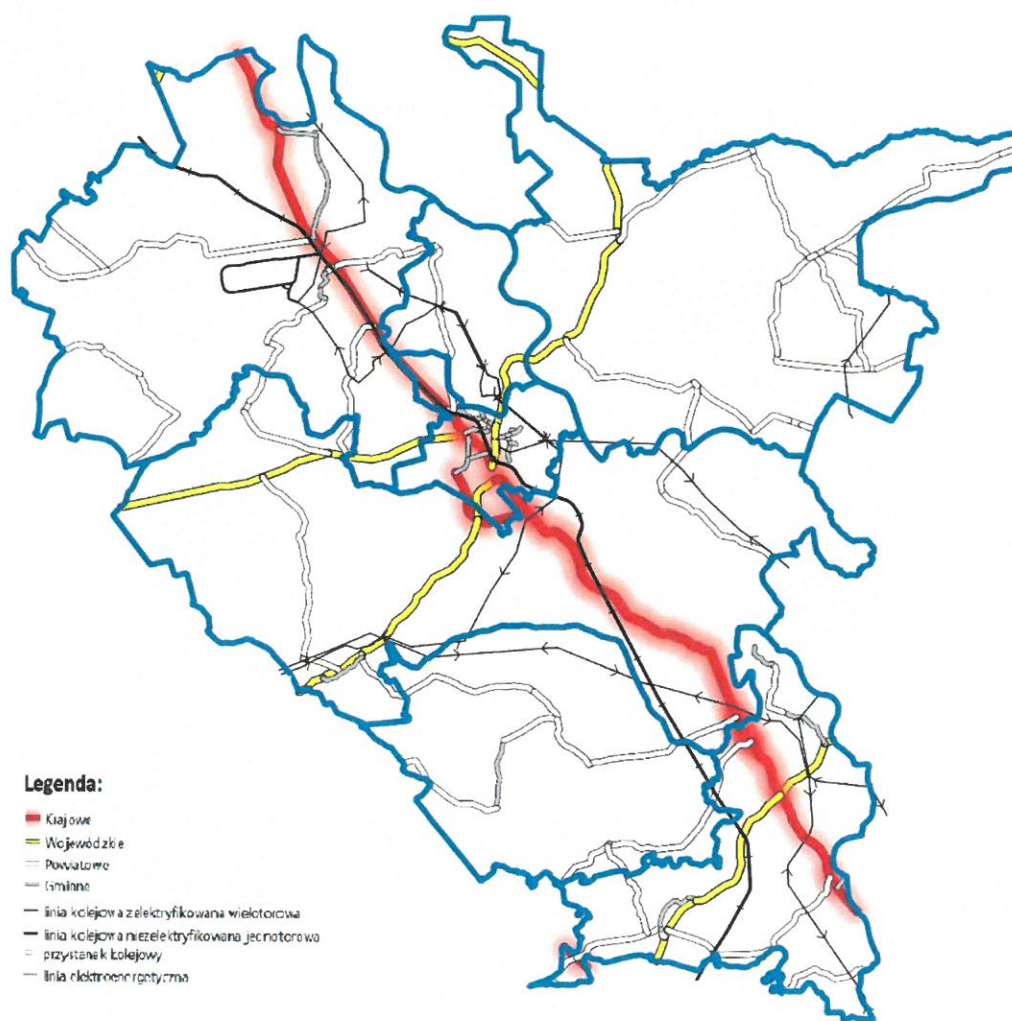 Legenda:
Krajowe
Wojewódzkie
Powiatowe
Gminne
linia kolejowa zelektryfikowana wielotorowa
linia kolejowa niezelektryfikowana jednotorowa
przystanek kolejowy
linia elektroenergetyczna